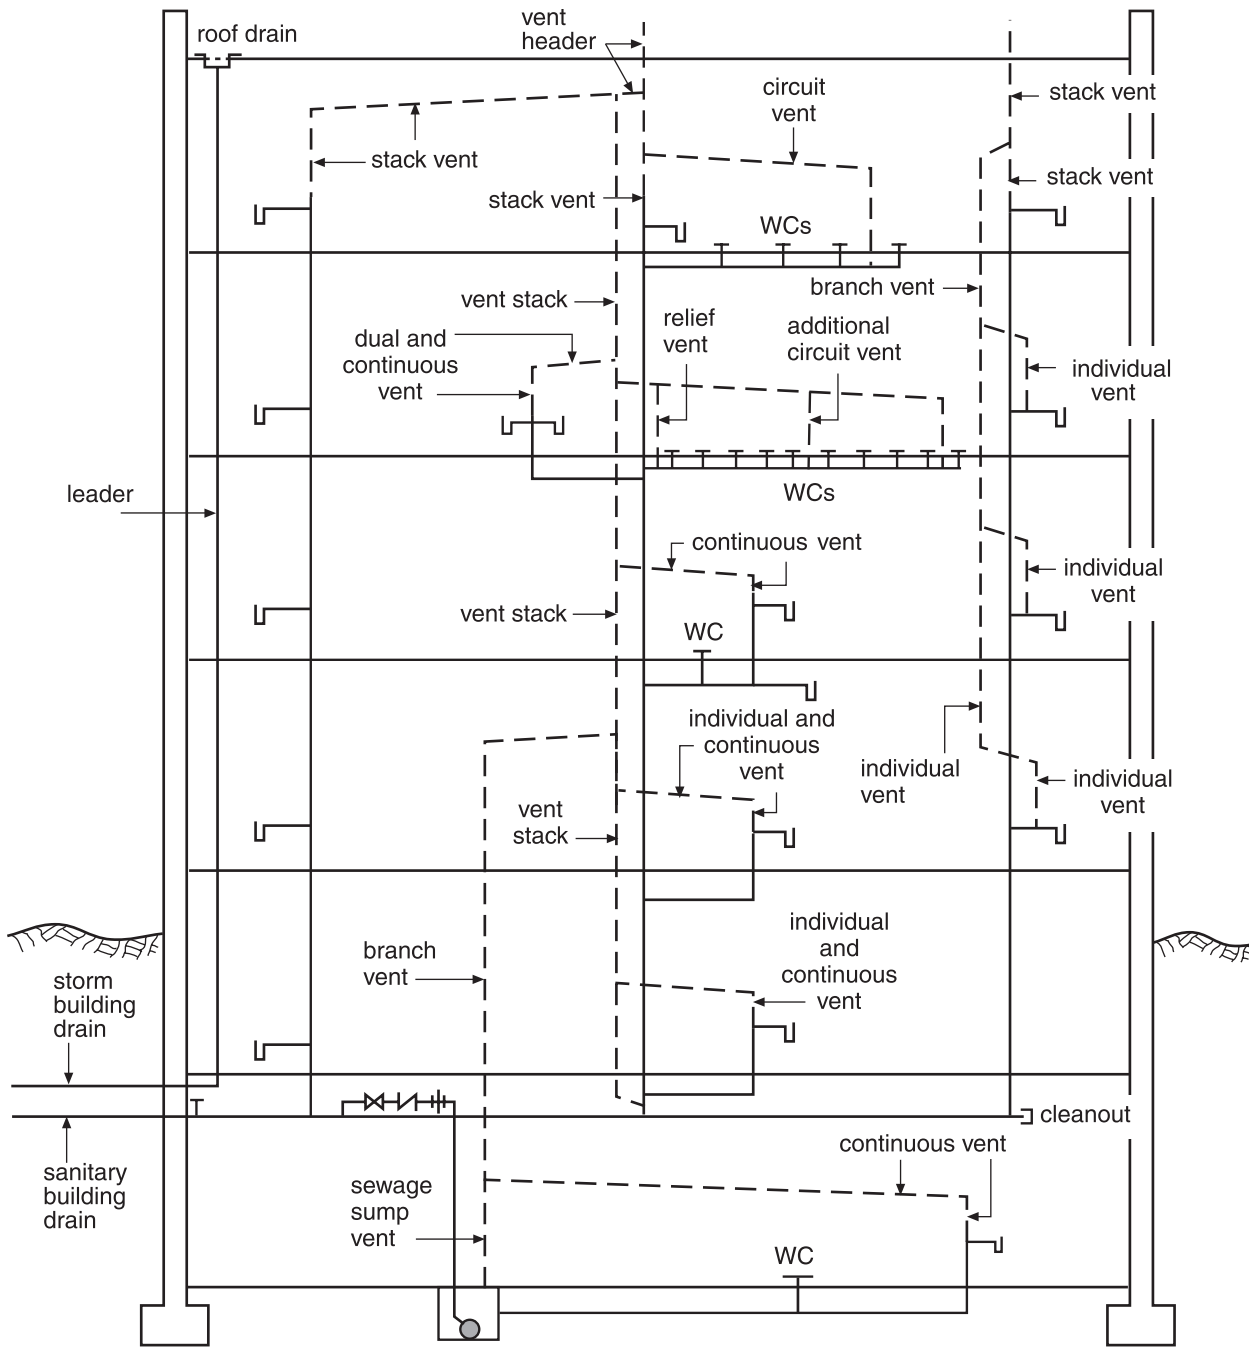 roof drain
vent
header
circuit
vent
stack vent
stack vent
stack vent
stack vent
WCs
branch vent
vent stack
relief
vent
additional
circuit vent
dual and
continuous
vent
individual
vent
leader
WCs
continuous vent
individual
vent
vent stack
WC
individual and
continuous
vent
individual
vent
individual
vent
vent
stack
individual
and
continuous
vent
branch
vent
storm
building
drain
cleanout
continuous vent
sanitary
building
drain
sewage
sump
vent
WC